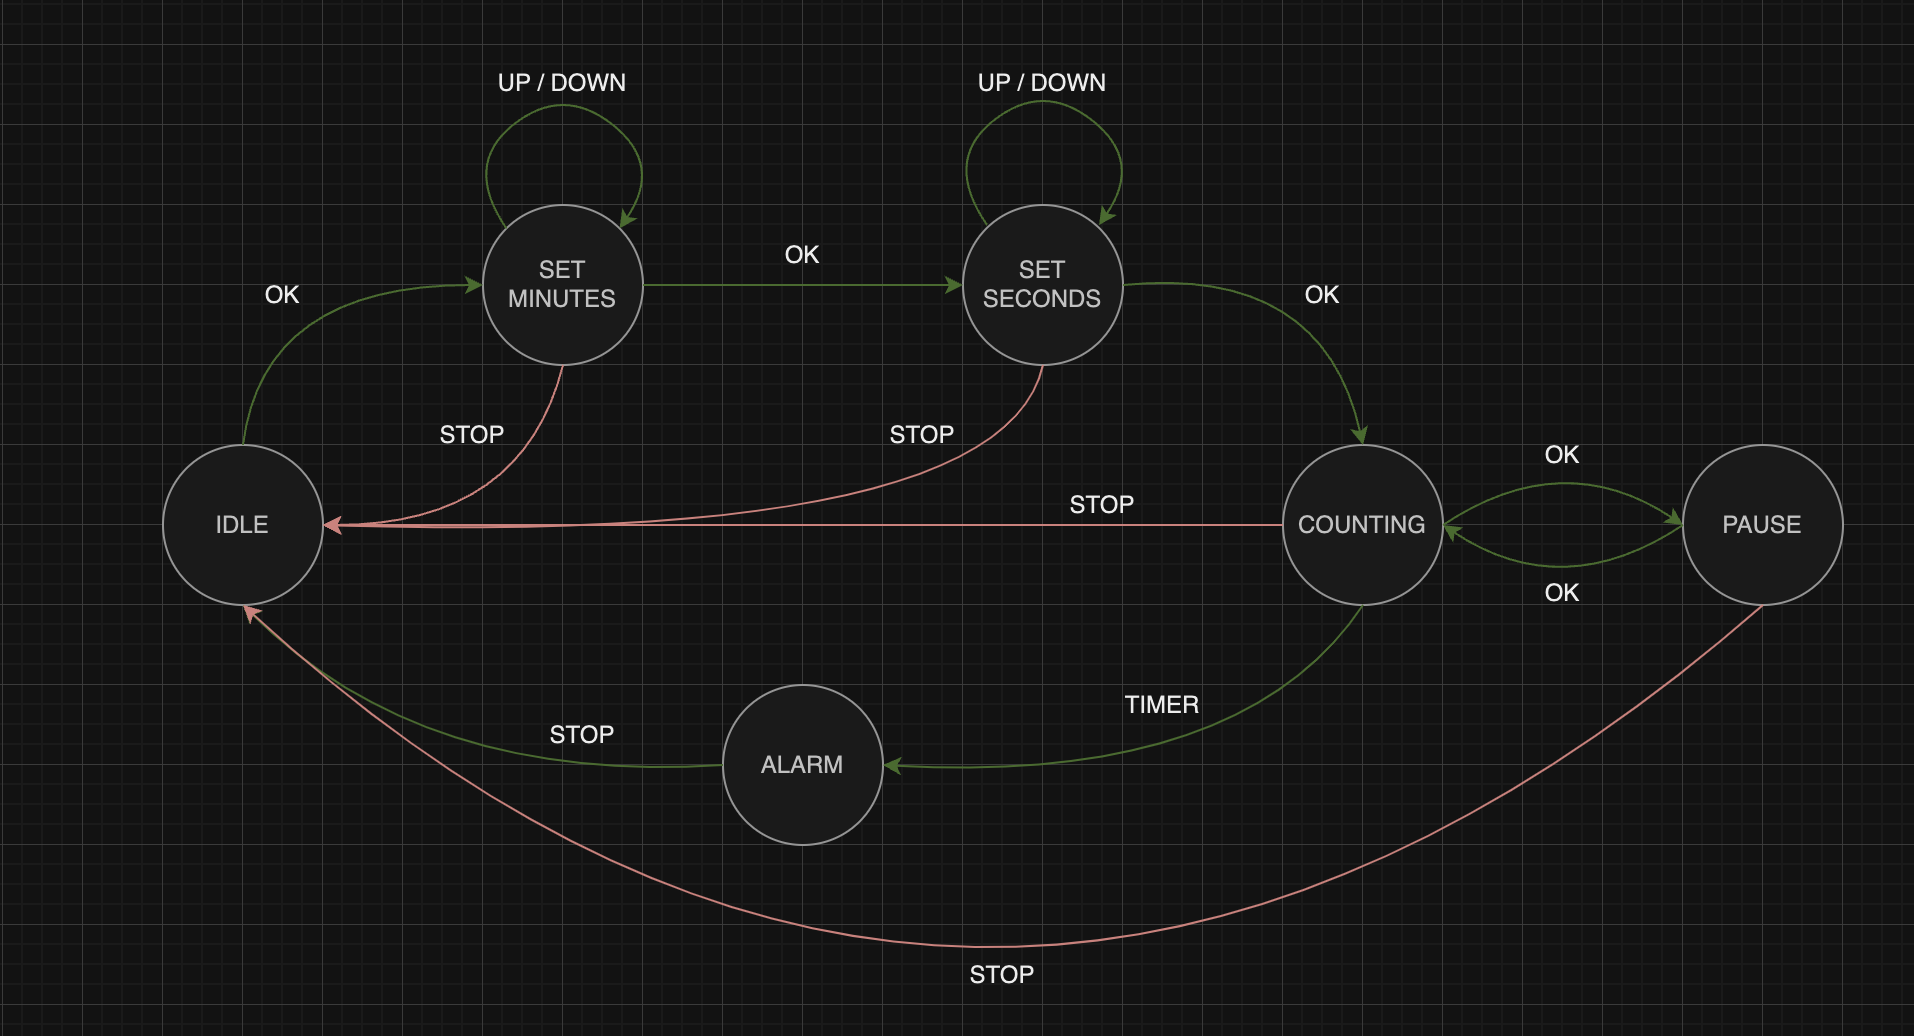 UP / DOWN
UP / DOWN
OK
SET
MINUTES
SET
SECONDS
OK
OK
STOP
STOP
OK
STOP
IDLE
COUNTING
PAUSE
OK
TIMER
STOP
ALARM
STOP